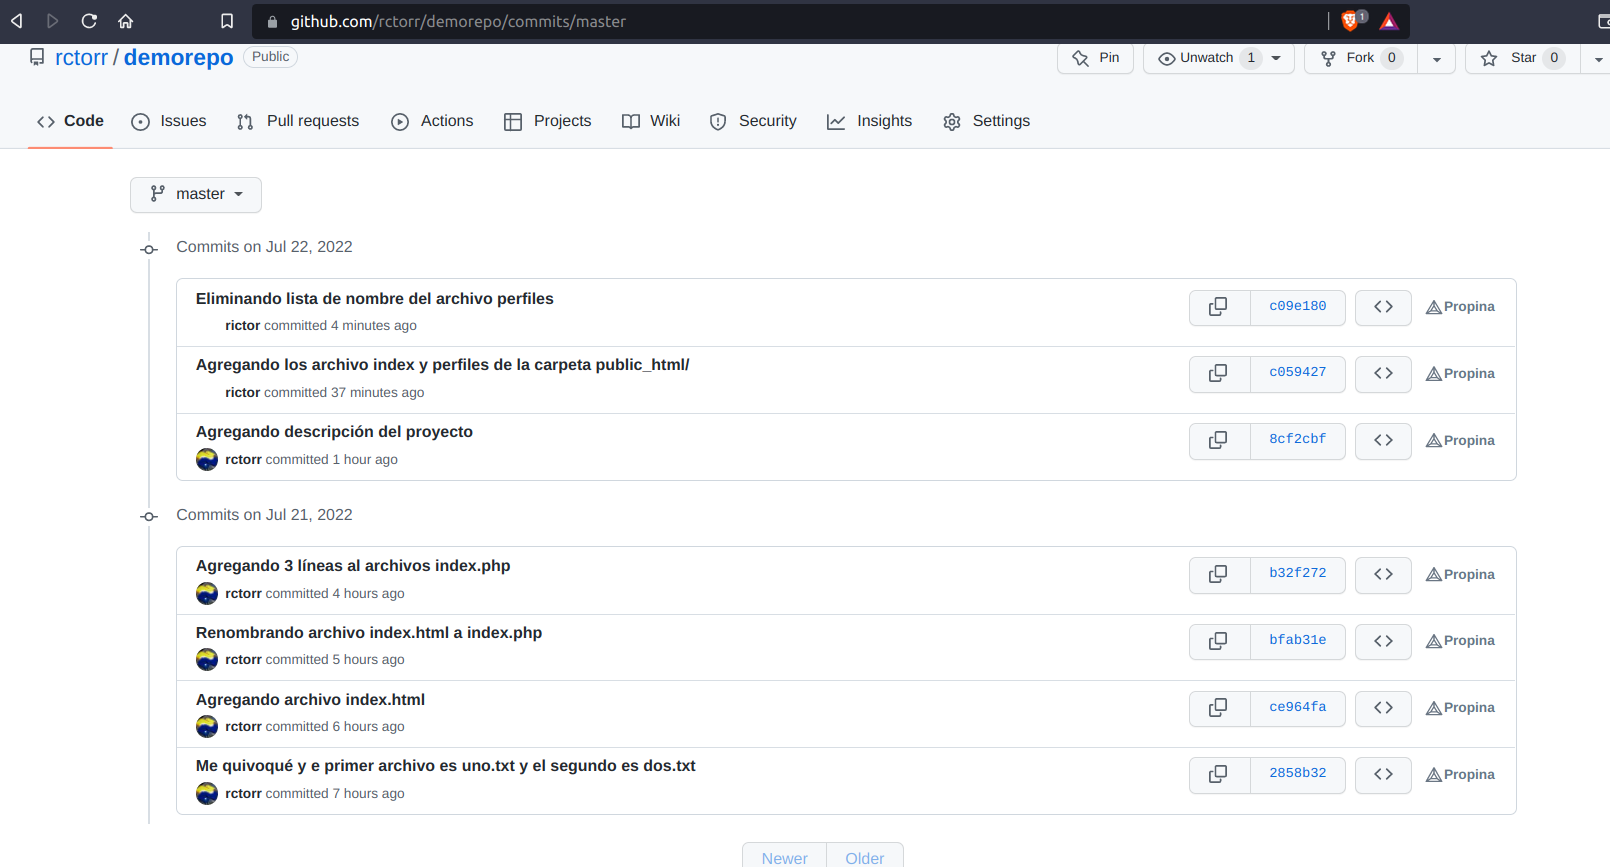 github.com/rctorr/demorepo/commits/master
1
rctorr / demorepo Public
Pin
Unwatch 1
Fork 0
Star 0
Code
Issues
Pull requests
Actions
Projects
Wiki
Security
Insights
Settings
master
Commits on Jul 22, 2022
Eliminando lista de nombre del archivo perfiles
rictor committed 4 minutes ago
c09e180
Propina
Agregando los archivo index y perfiles de la carpeta public_html/
rictor committed 37 minutes ago
c059427
Propina
Agregando descripción del proyecto
rctorr committed 1 hour ago
8cf2cbf
Propina
Commits on Jul 21, 2022
Agregando 3 líneas al archivos index.php
rctorr committed 4 hours ago
b32f272
Propina
Renombrando archivo index.html a index.php
rctorr committed 5 hours ago
bfab31e
Propina
Agregando archivo index.html
rctorr committed 6 hours ago
ce964fa
Propina
Me quivoqué y e primer archivo es uno.txt y el segundo es dos.txt
rctorr committed 7 hours ago
2858b32
Propina
Newer
Older